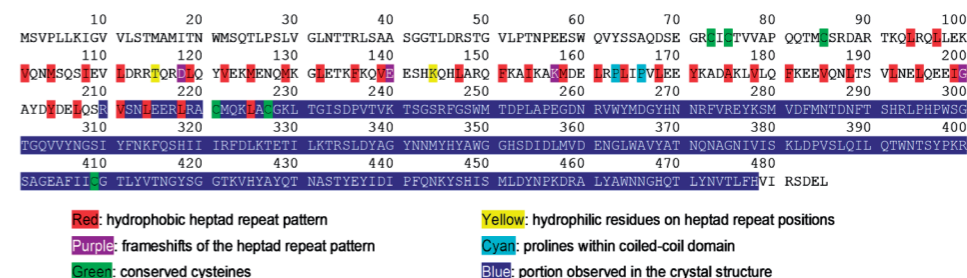 10 20 30 40 50 60 70 80 90 100
MSVPLLKIGV VLSTMAMITN WMSQTLPSLV GLNTTRLSAA SGGTLDRSTG VLPTNPEESW QVYSSAQDSE GRCICTVVAP QQTMCSRDAR TKQLRQLLEK
110 120 130 140 150 160 170 180 190 200
VQNMSQSIEV LDRRTQRDLQ YVEKMENQMK GLETKFKQVE ESHKQHLARQ FKAIKAKMDE LRPLIPVLEE YKADAKLVLQ FKEEVQNLTS VLNELQEEIG
210 220 230 240 250 260 270 280 290 300
AYDYDELQSR VSNLEERLRA CMQKLACGKL TGISDPVTVK TSGSRFGSWM TDPLAPEGDN RVWYMDGYHN NRFVREYKSM VDFMNTDNFT SHRLPHPWSG
310 320 330 340 350 360 370 380 390 400
TGQVVYNGSI YFNKFQSHII IRFDLKTETI LKTRSLDYAG YNNMYHYAWG GHSDIDLMVD ENGLWAVYAT NQNAGNIVIS KLDPVSLQIL QTWNTSYPKR
410 420 430 440 450 460 470 480
SAGEAFIICG TLYVTNGYSG GTKVHYAYQT NASTYEYIDI PFQNKYSHIS MLDYNPKDRA LYAWNNGHQT LYNVTLFHVI RSDEL
Red: hydrophobic heptad repeat pattern Yellow: hydrophilic residues on heptad repeat positions
Purple: frameshifts of the heptad repeat pattern Cyan: prolines within coiled-coil domain
Green: conserved cysteines Blue: portion observed in the crystal structure